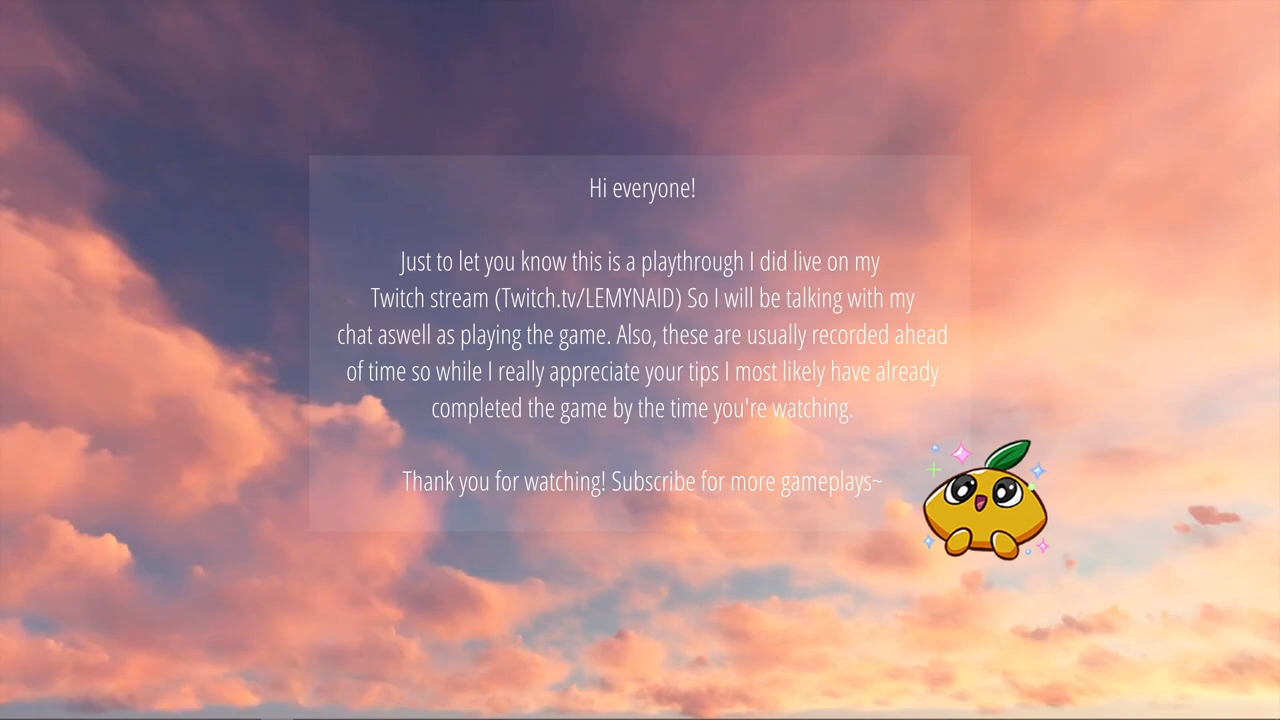 Hi everyone!
Just to let you know this is a playthrough I did live on my
Twitch stream (Twitch.tv/LEMYNAID) So I will be talking with my
chat aswell as playing the game. Also, these are usually recorded ahead
of time so while I really appreciate your tips I most likely have already
completed the game by the time you're watching.
Thank you for watching! Subscribe for more gameplays~